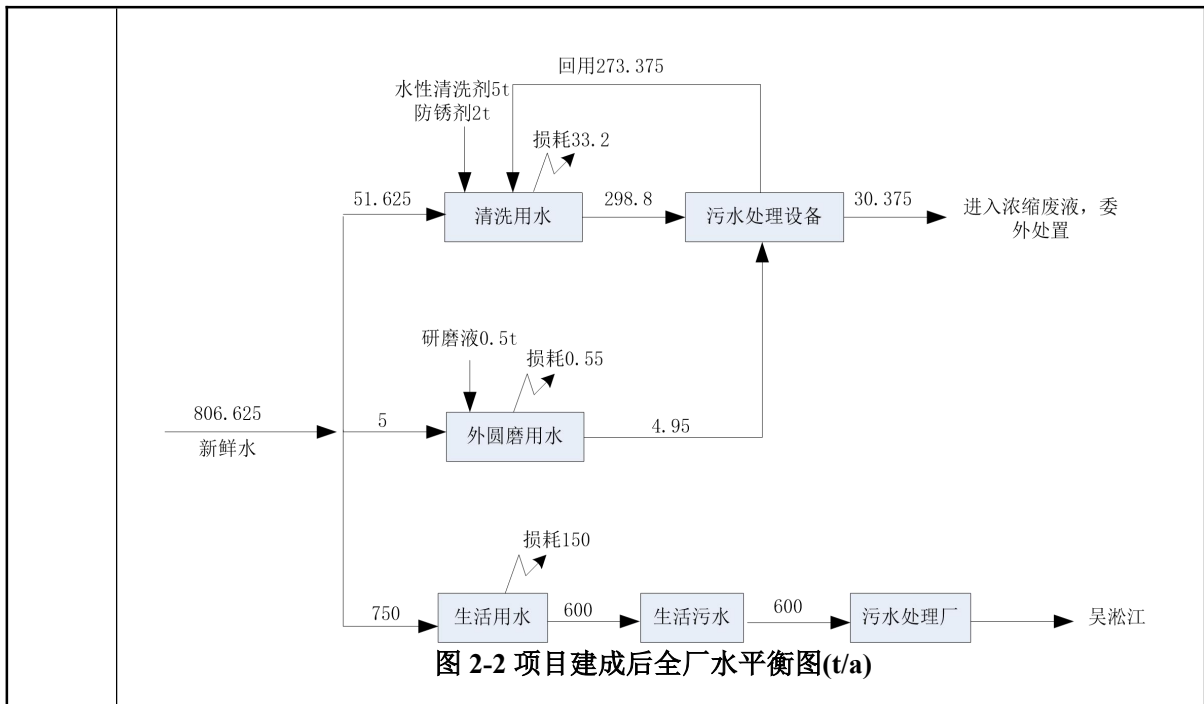 回用273.375
水性清洗剂5t
防锈剂2t
损耗33.2
51.625
清洗用水
298.8
污水处理设备
30.375
进入浓缩废液，委
外处置
研磨液0.5t
损耗0.55
806.625
新鲜水
5
外圆磨用水
4.95
损耗150
750
生活用水
600
生活污水
600
污水处理厂
吴淞江
图 2-2 项目建成后全厂水平衡图(t/a)